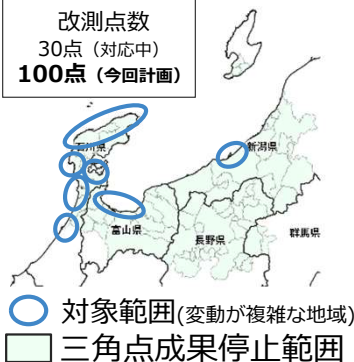 改測点数
30点（対応中）
100点（今回計画）
石川県
新潟県
富山県
長野県
群馬県
対象範囲(変動が複雑な地域)
三角点成果停止範囲